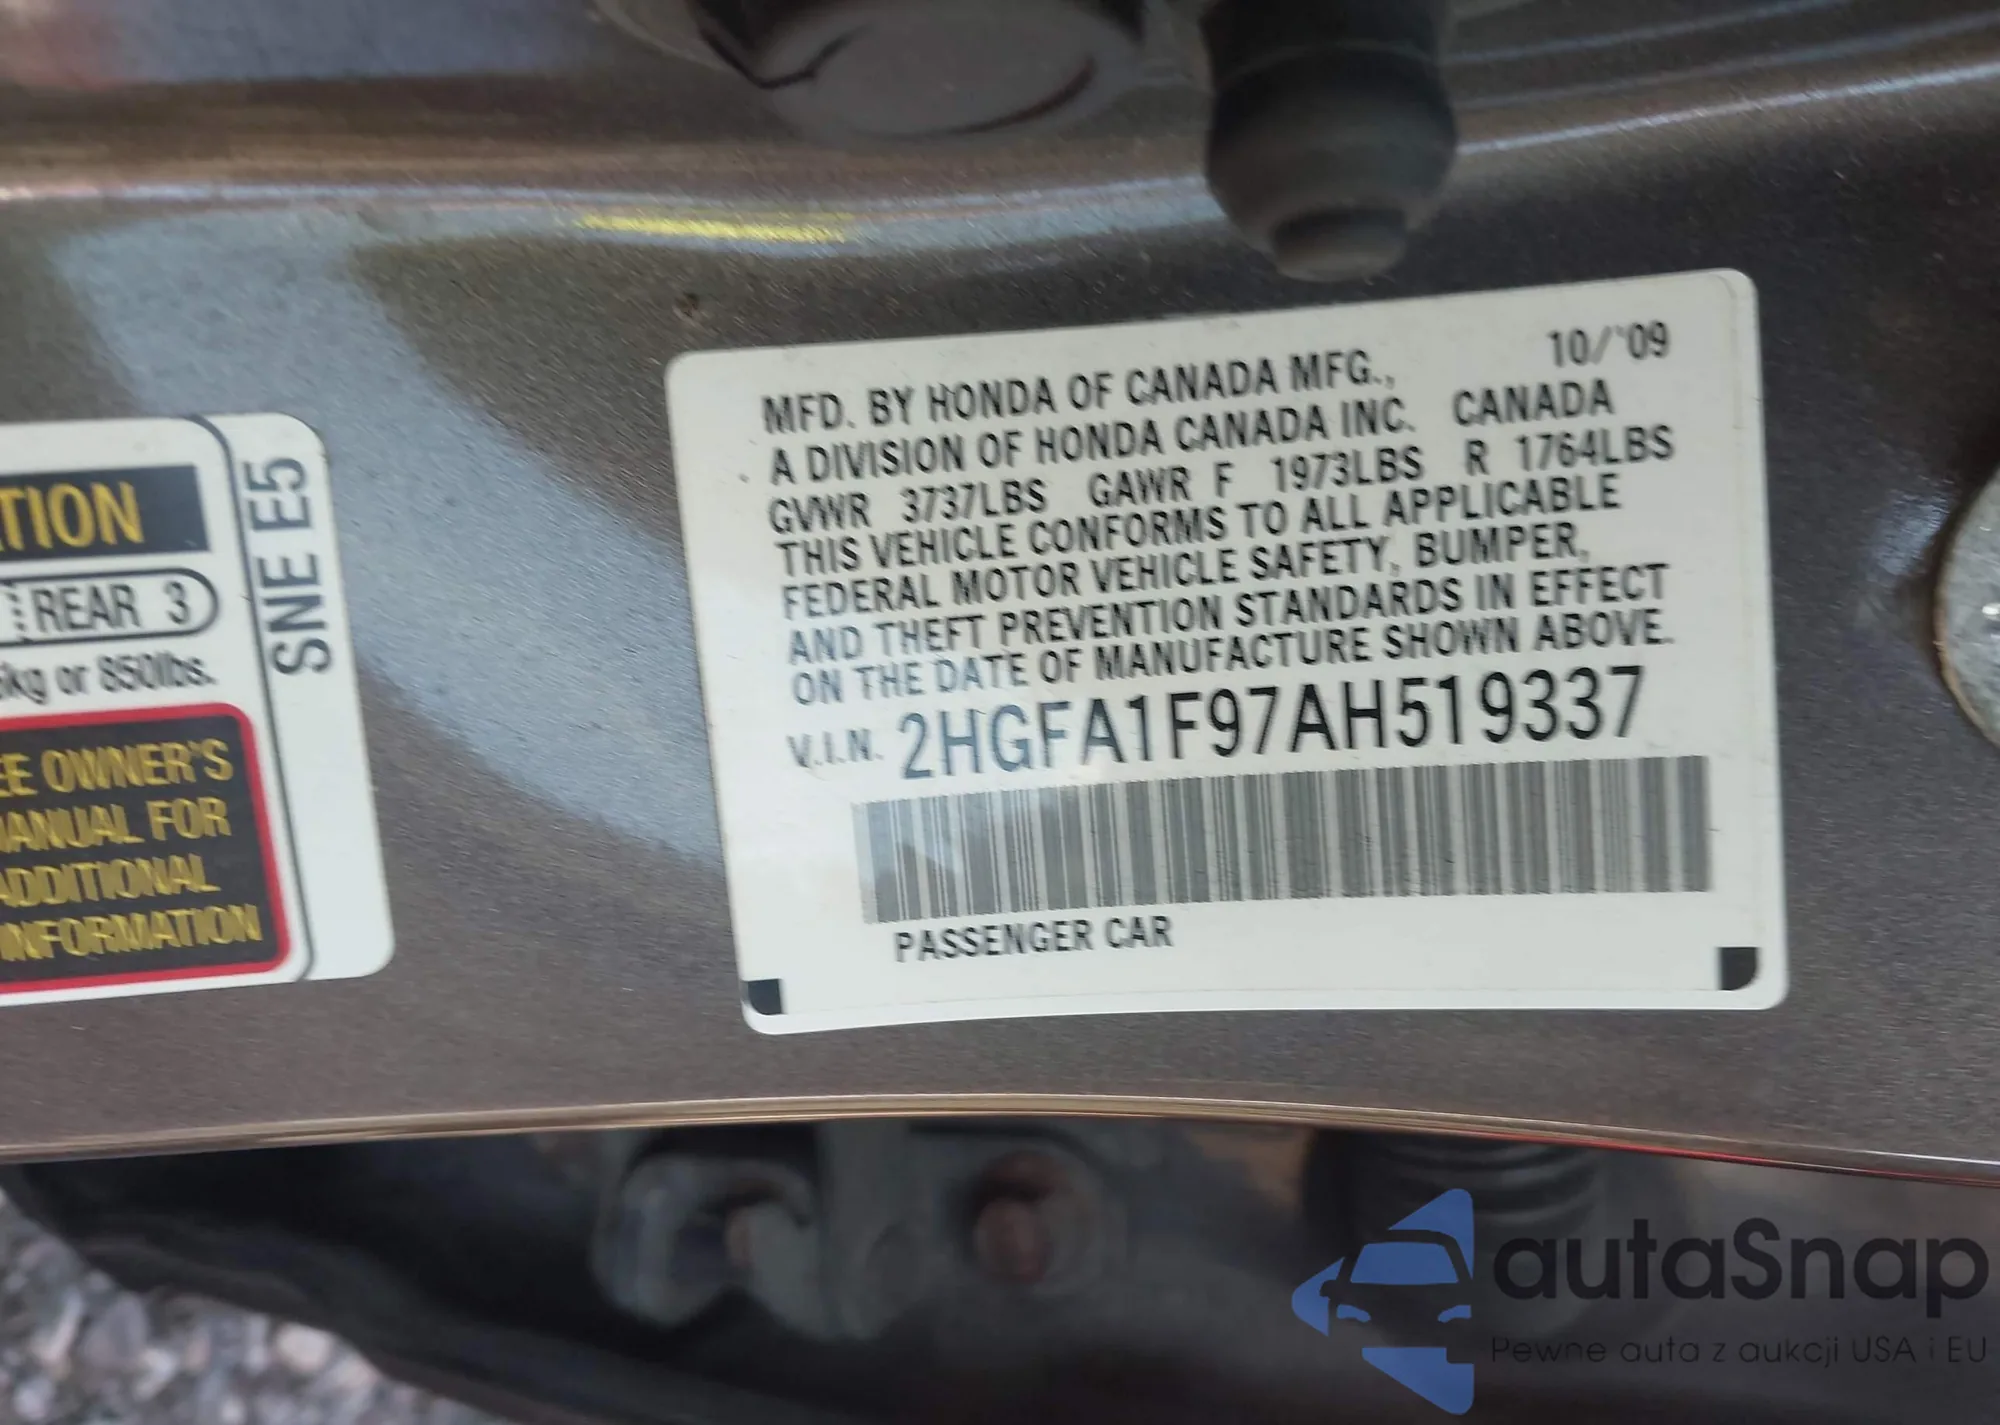 TION
REAR 3
kg or 850lbs.
EE OWNER'S
MANUAL FOR
ADDITIONAL
INFORMATION
SNE E5
10/'09
MFD. BY HONDA OF CANADA MFG.,
A DIVISION OF HONDA CANADA INC. CANADA
GVWR 3737LBS GAWR F 1973LBS R 1764LBS
THIS VEHICLE CONFORMS TO ALL APPLICABLE
FEDERAL MOTOR VEHICLE SAFETY, BUMPER,
AND THEFT PREVENTION STANDARDS IN EFFECT
ON THE DATE OF MANUFACTURE SHOWN ABOVE.
V.I.N. 2HGFA1F97AH519337
PASSENGER CAR
autaSnap
Pewne auta z aukcji USA i EU